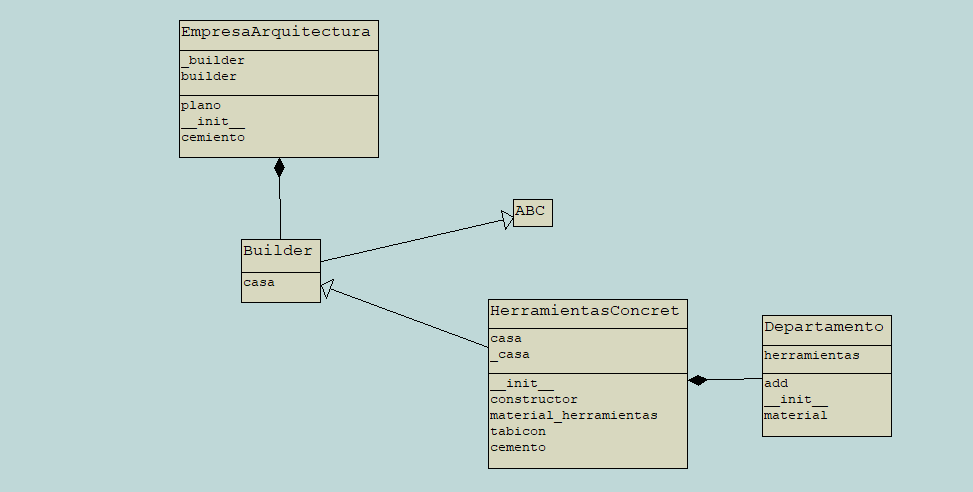 EmpresaArquitectura
_builder
builder
plano
__init__
cemiento
ABC
Builder
casa
HerramientasConcret
casa
_casa
__init__
constructor
material_herramientas
tabicon
cemento
Departamento
herramientas
add
__init__
material